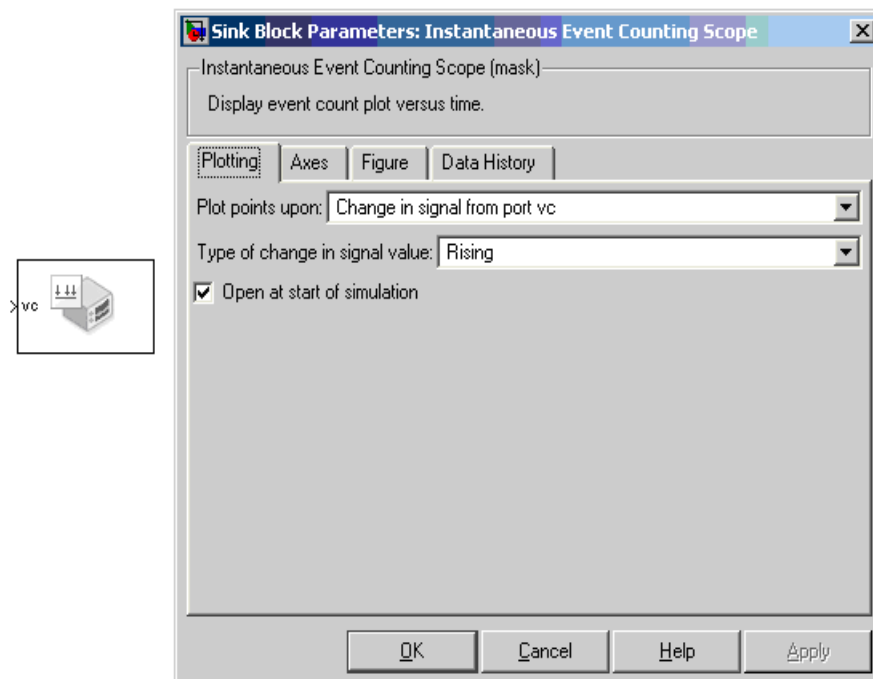 Sink Block Parameters: Instantaneous Event Counting Scope
Instantaneous Event Counting Scope (mask)
Display event count plot versus time.
Plotting Axes Figure Data History
Plot points upon: Change in signal from port vc
Type of change in signal value: Rising
Open at start of simulation
vc
OK Cancel Help Apply